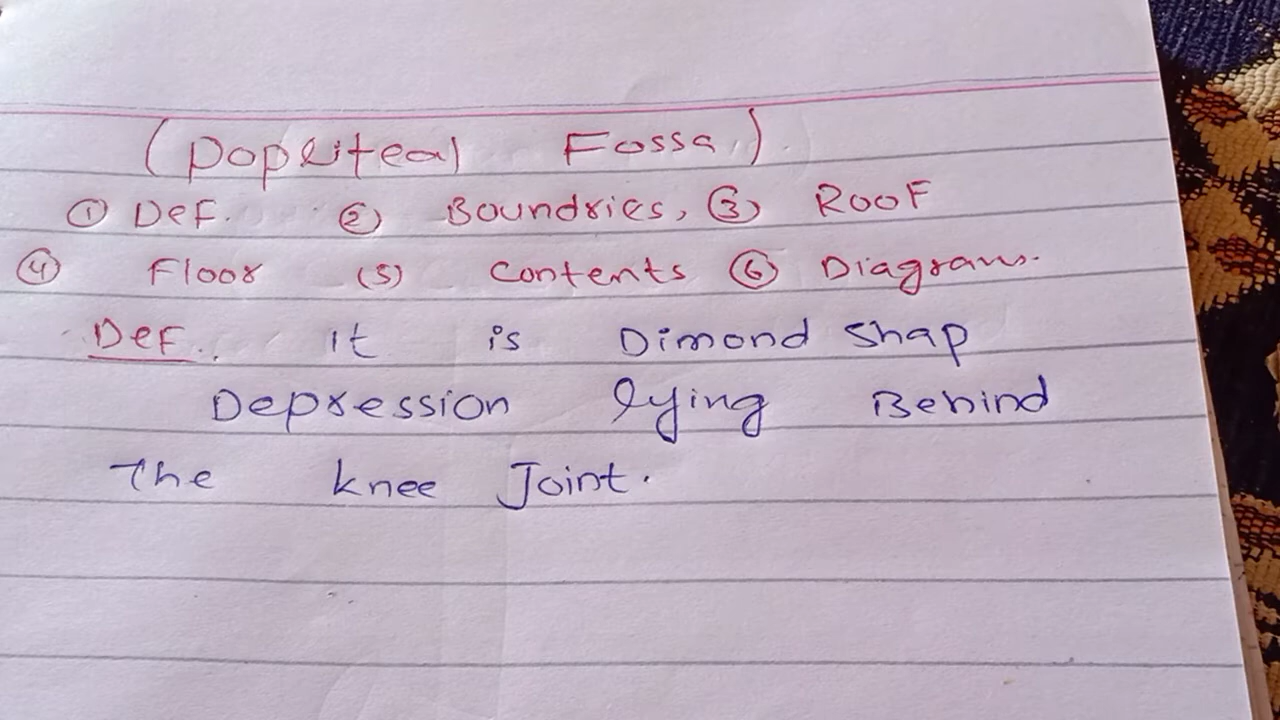 (Popliteal Fossa)
① Def. ② Boundries, ③ Roof
④ Floor (5) Contents ⑥ Diagram.
Def. It is Dimond Shap
Depression lying Behind
The knee Joint.